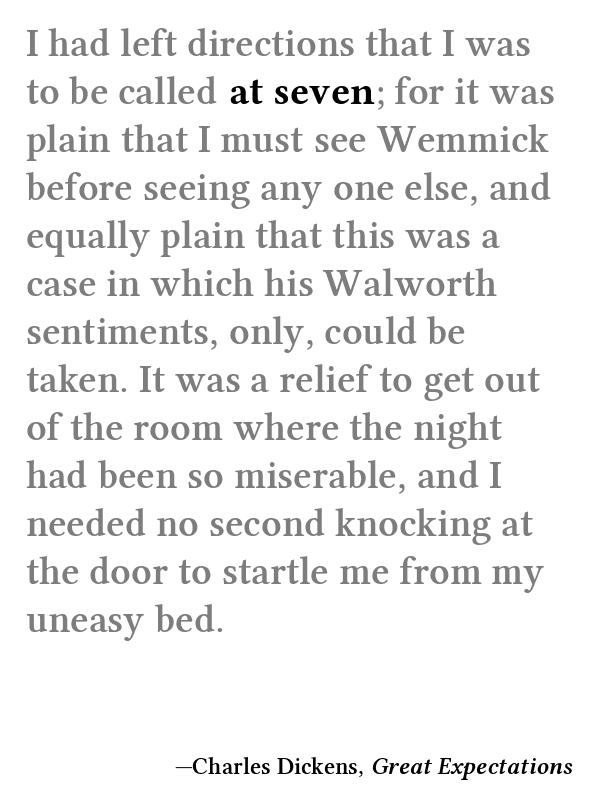 I had left directions that I was
to be called at seven; for it was
plain that I must see Wemmick
before seeing any one else, and
equally plain that this was a
case in which his Walworth
sentiments, only, could be
taken. It was a relief to get out
of the room where the night
had been so miserable, and I
needed no second knocking at
the door to startle me from my
uneasy bed.
—Charles Dickens, Great Expectations